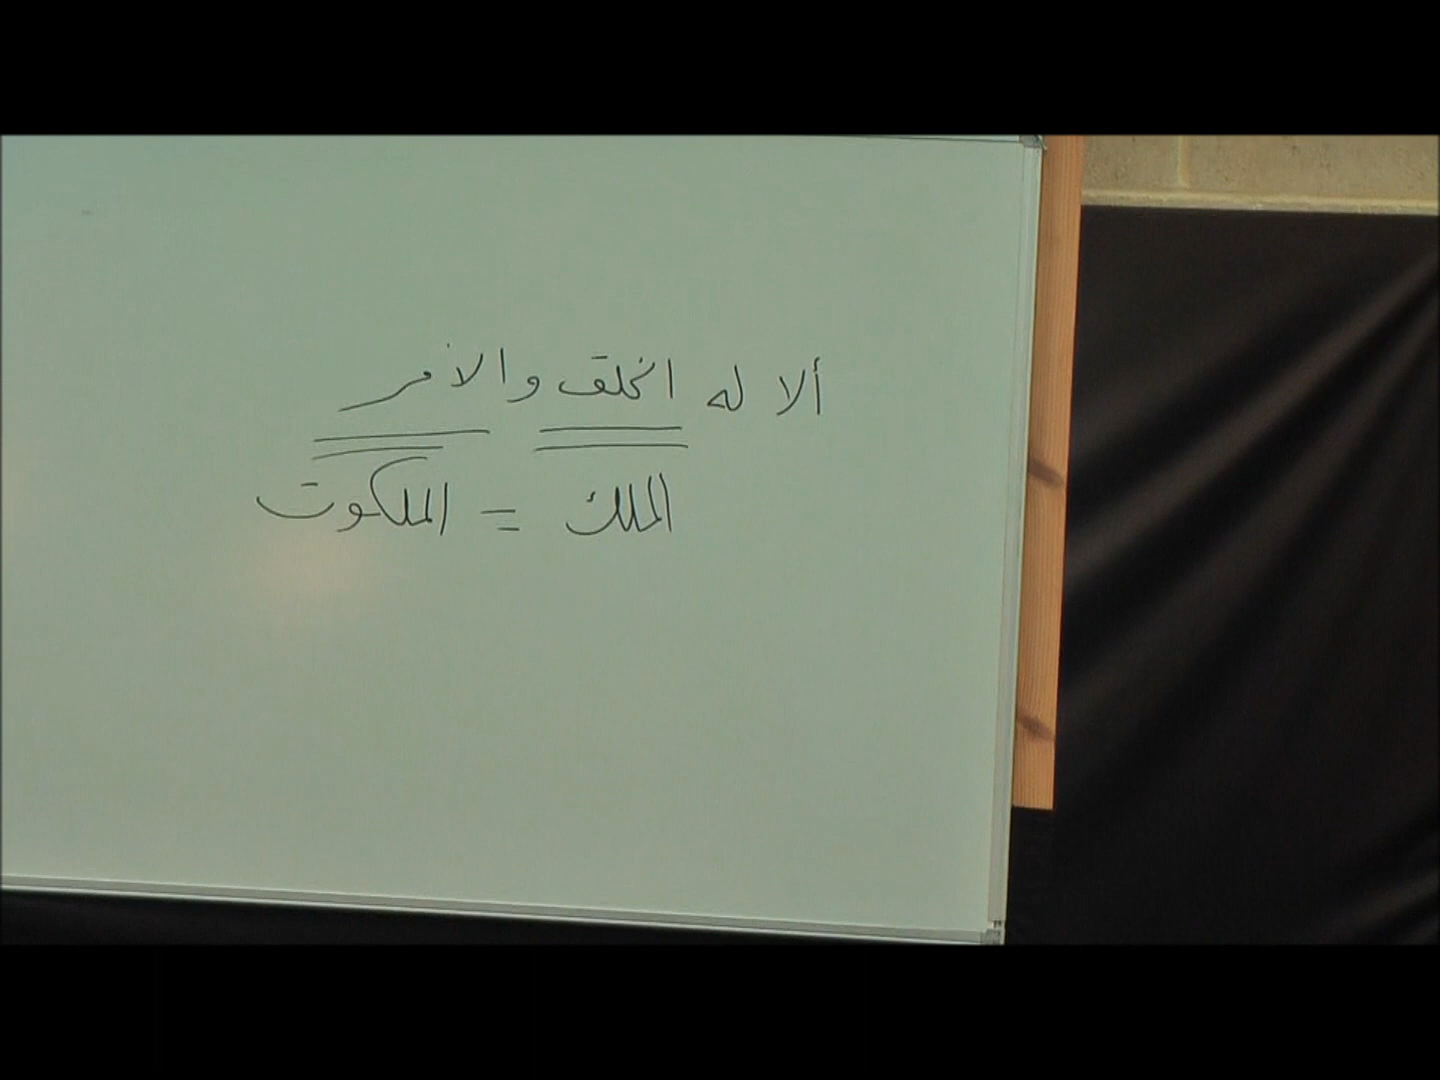 ألا له الخلق والأمر
الملك = الملكوت